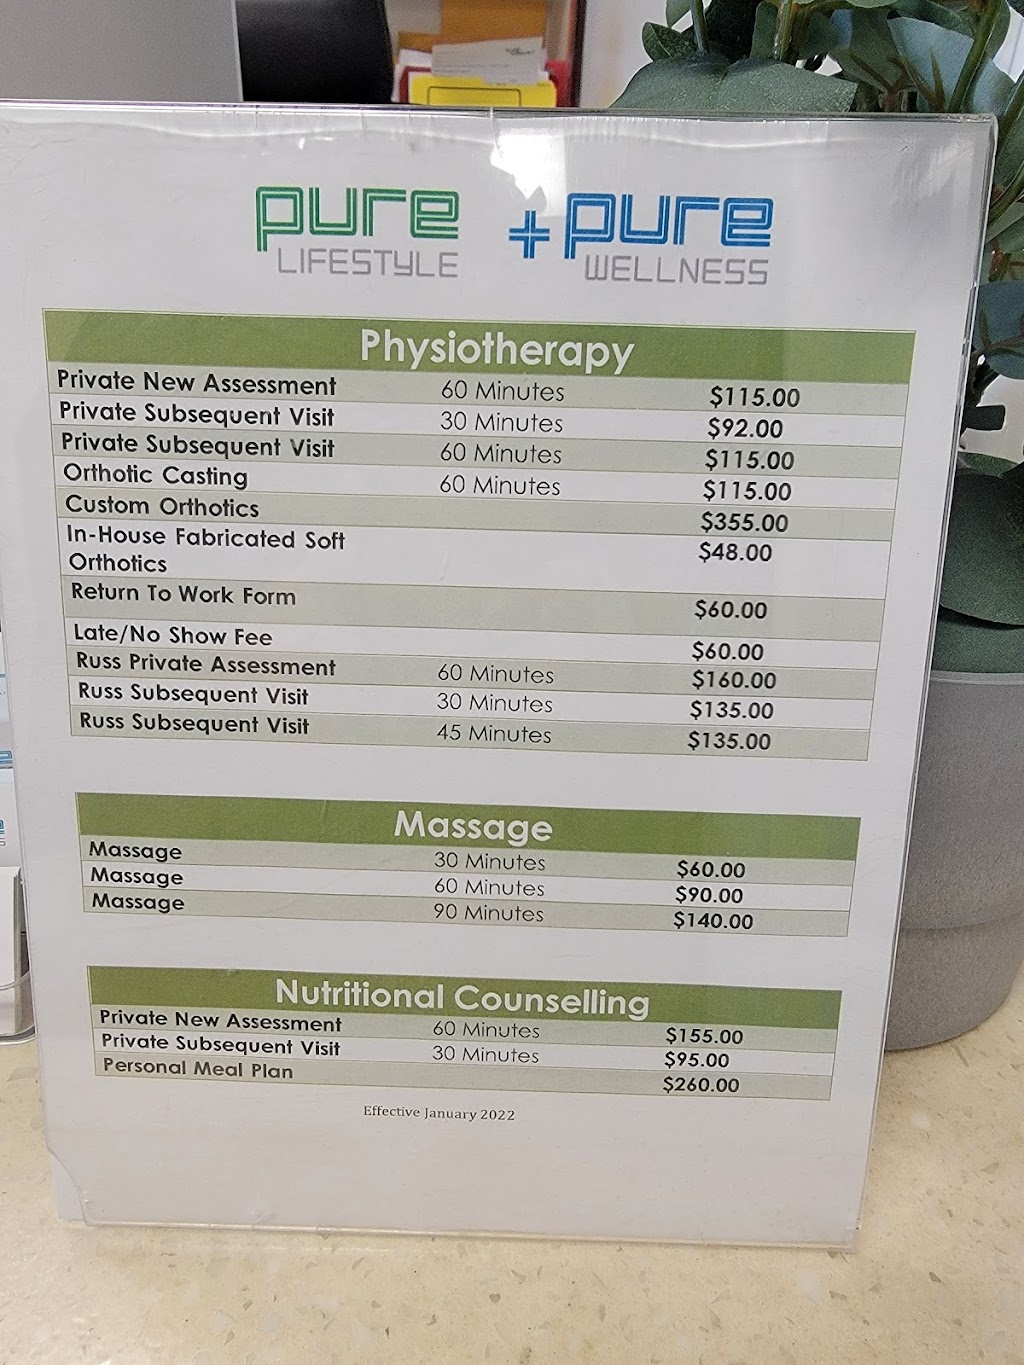 pure LIFESTYLE + pure WELLNESS
Physiotherapy
Private New Assessment 60 Minutes $115.00
Private Subsequent Visit 30 Minutes $92.00
Private Subsequent Visit 60 Minutes $115.00
Orthotic Casting 60 Minutes $115.00
Custom Orthotics $355.00
In-House Fabricated Soft $48.00
Orthotics
Return To Work Form $60.00
Late/No Show Fee $60.00
Russ Private Assessment 60 Minutes $160.00
Russ Subsequent Visit 30 Minutes $135.00
Russ Subsequent Visit 45 Minutes $135.00
Massage
Massage 30 Minutes $60.00
Massage 60 Minutes $90.00
Massage 90 Minutes $140.00
Nutritional Counselling
Private New Assessment 60 Minutes $155.00
Private Subsequent Visit 30 Minutes $95.00
Personal Meal Plan $260.00
Effective January 2022